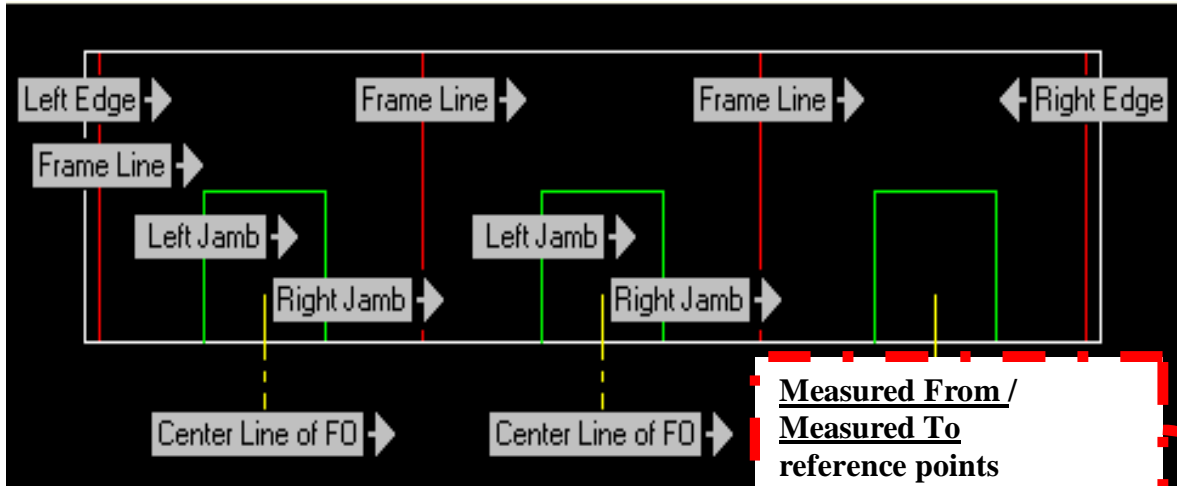 Left Edge
Frame Line
Frame Line
Right Edge
Frame Line
Left Jamb
Left Jamb
Right Jamb
Right Jamb
Center Line of FO
Center Line of FO
Measured From /
Measured To
reference points